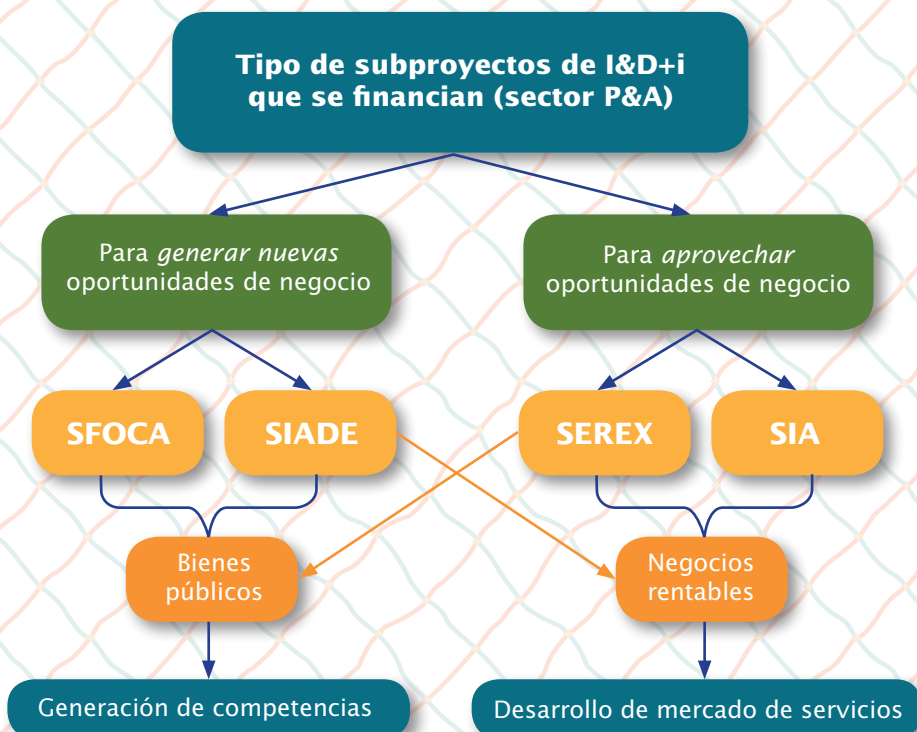 Tipo de subproyectos de I&D+i
que se financian (sector P&A)
Para generar nuevas
oportunidades de negocio
Para aprovechar
oportunidades de negocio
SFOCA
SIADE
SEREX
SIA
Bienes
públicos
Negocios
rentables
Generación de competencias
Desarrollo de mercado de servicios